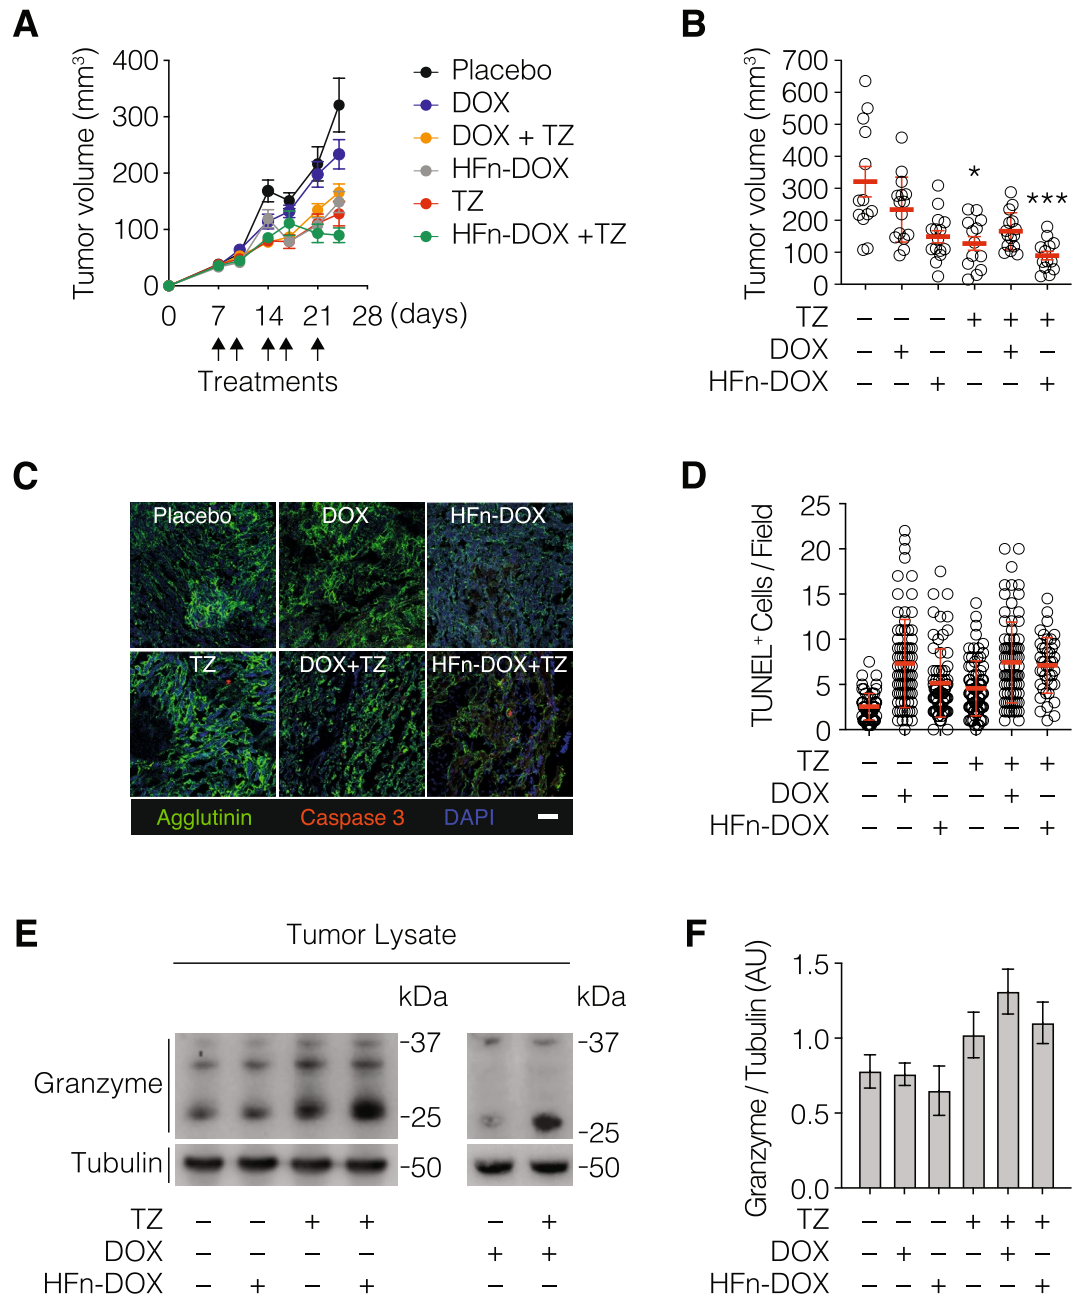 A
Tumor volume (mm³)
400
300
200
100
0
0 7 14 21 28 (days)
Treatments
Placebo
DOX
DOX + TZ
HFn-DOX
TZ
HFn-DOX +TZ
B
Tumor volume (mm³)
700
600
500
400
300
200
100
0
*
***
TZ – – – + + +
DOX – + – – + –
HFn-DOX – – + – – +
C
Placebo DOX HFn-DOX
TZ DOX+TZ HFn-DOX+TZ
Agglutinin Caspase 3 DAPI
D
TUNEL⁺ Cells / Field
25
20
15
10
5
0
TZ – – – + + +
DOX – + – – + –
HFn-DOX – – + – – +
E
Tumor Lysate
kDa kDa
-37 -37
Granzyme
-25 -25
Tubulin -50 -50
TZ – – + + – +
DOX – – – – + +
HFn-DOX – + – + – –
F
Granzyme / Tubulin (AU)
1.5
1.0
0.5
0.0
TZ – – – + + +
DOX – + – – + –
HFn-DOX – – + – – +